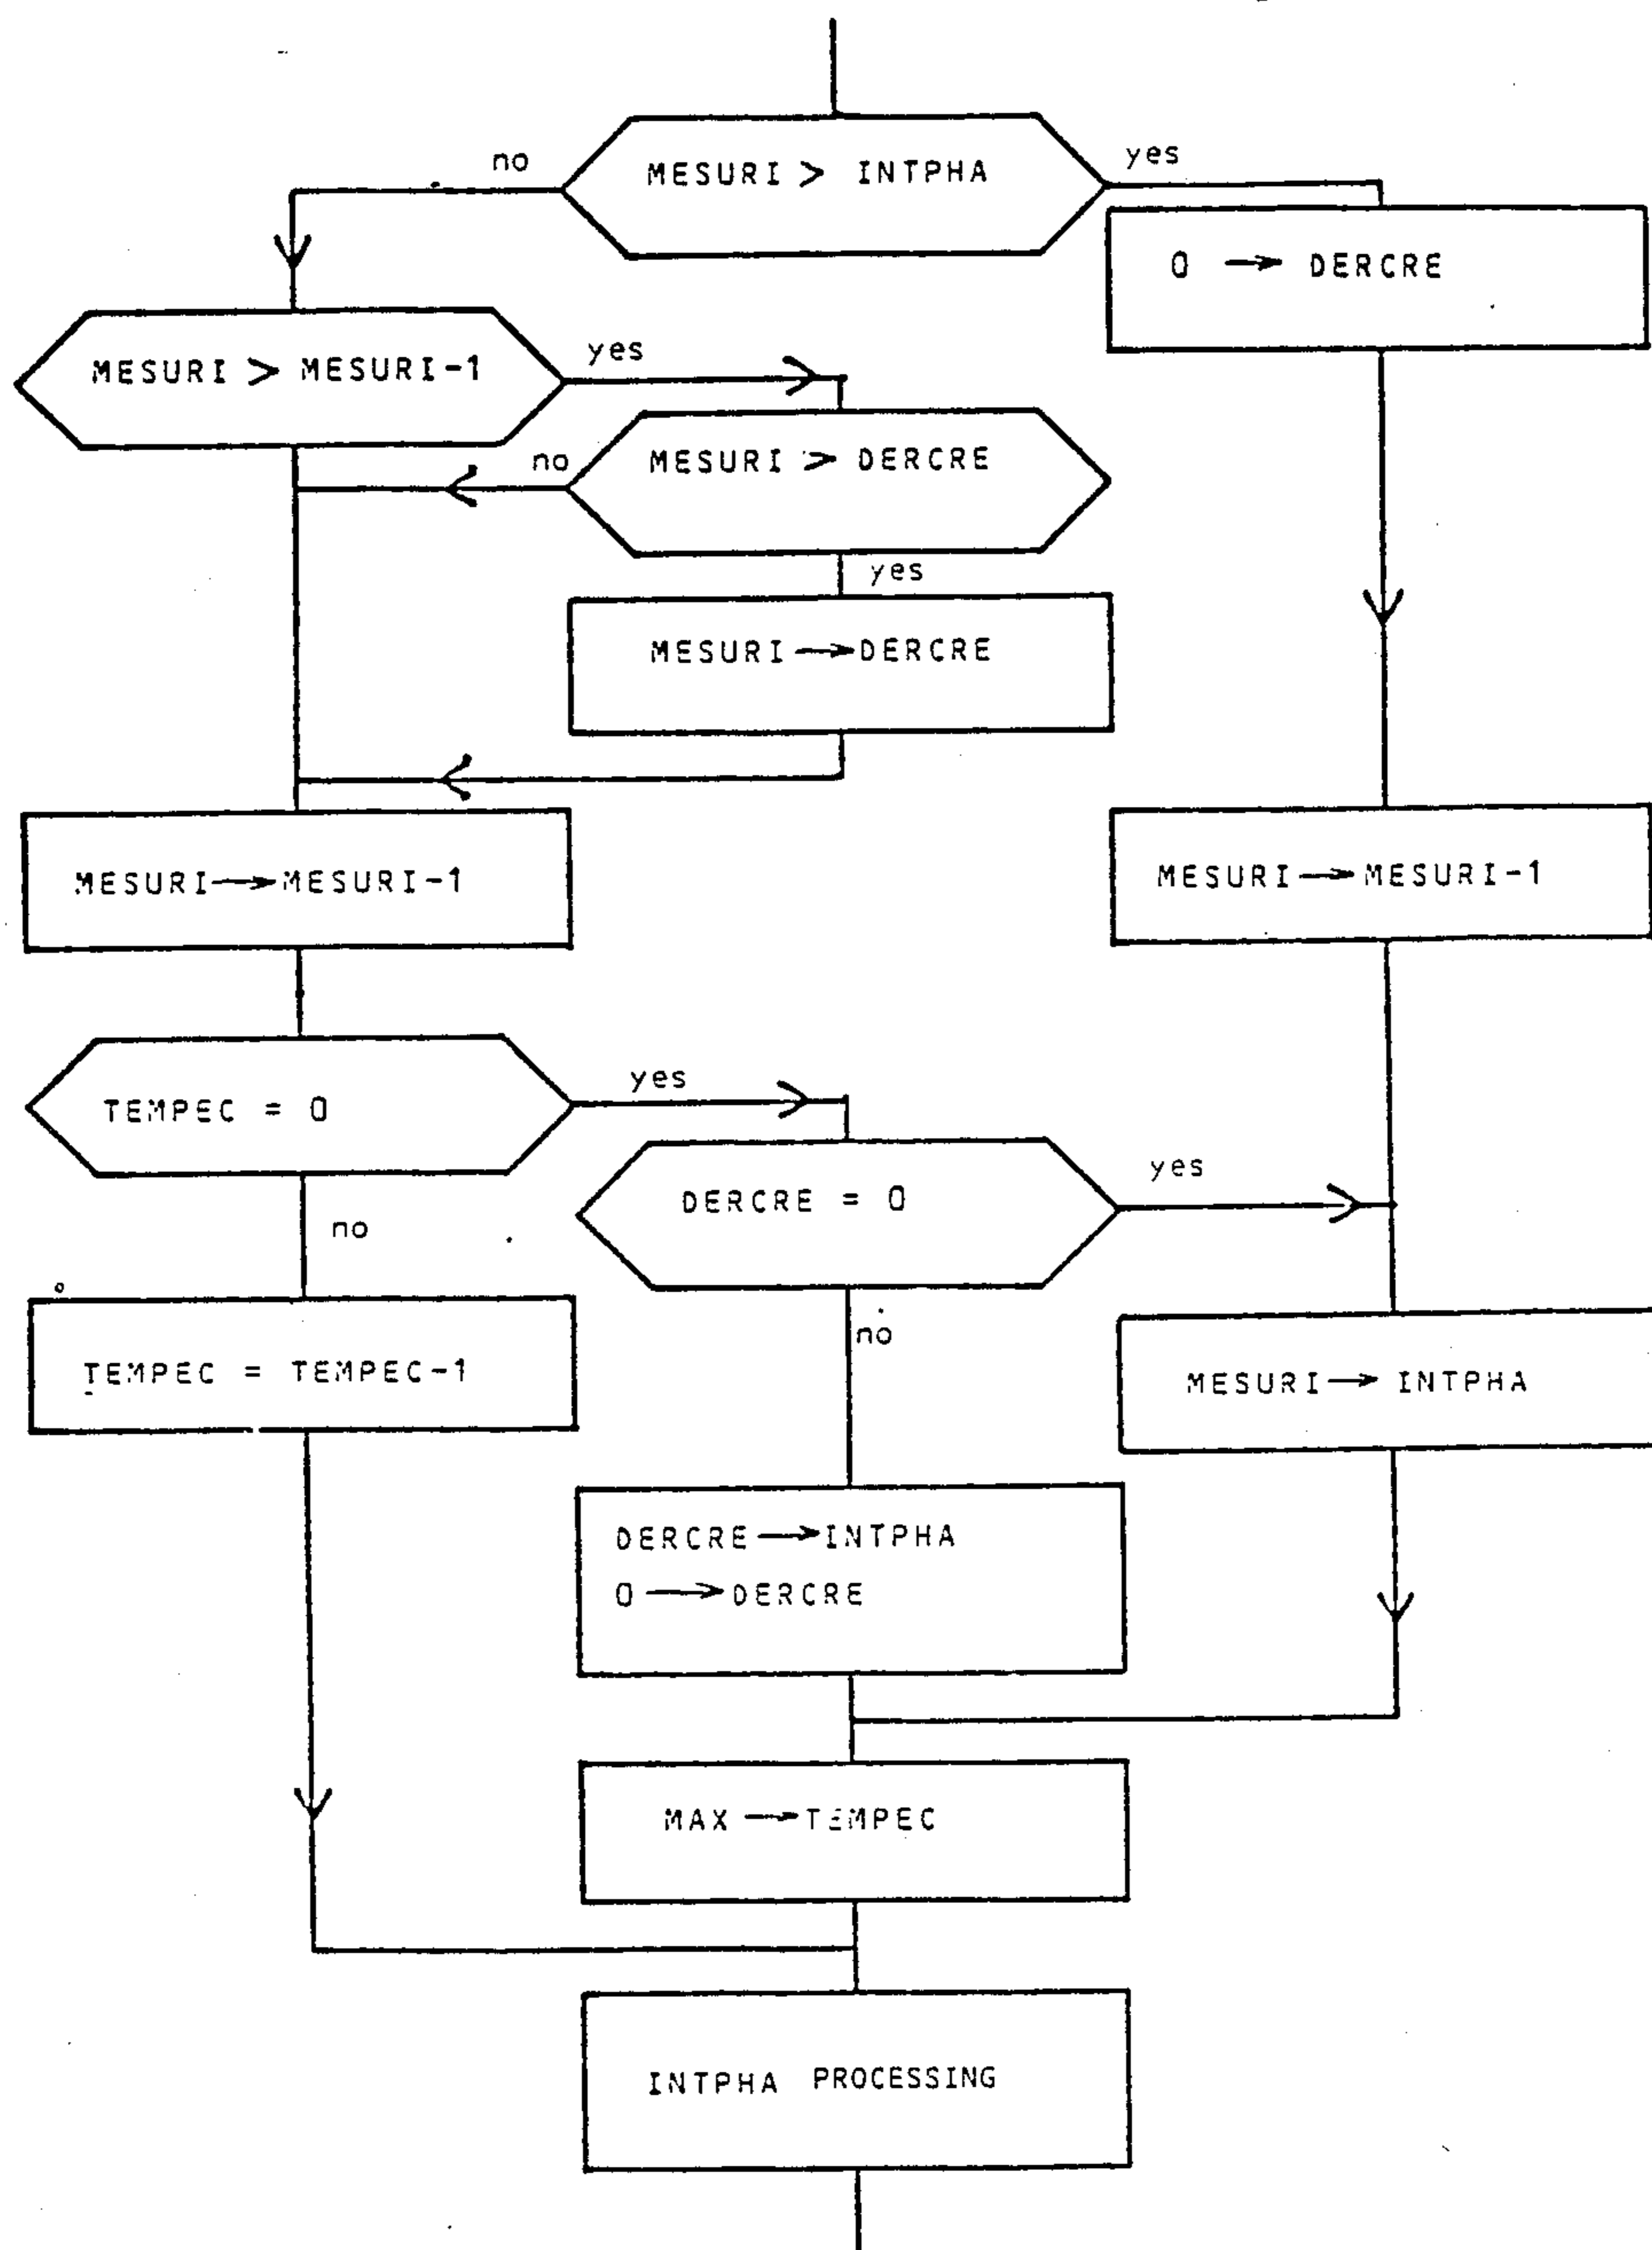 MESURI > INTPHA
no
yes
0 → DERCRE
MESURI > MESURI-1
yes
MESURI > DERCRE
no
yes
MESURI → DERCRE
MESURI → MESURI-1
MESURI → MESURI-1
TEMPEC = 0
yes
no
DERCRE = 0
yes
no
TEMPEC = TEMPEC-1
MESURI → INTPHA
DERCRE → INTPHA
0 → DERCRE
MAX → TEMPEC
INTPHA PROCESSING